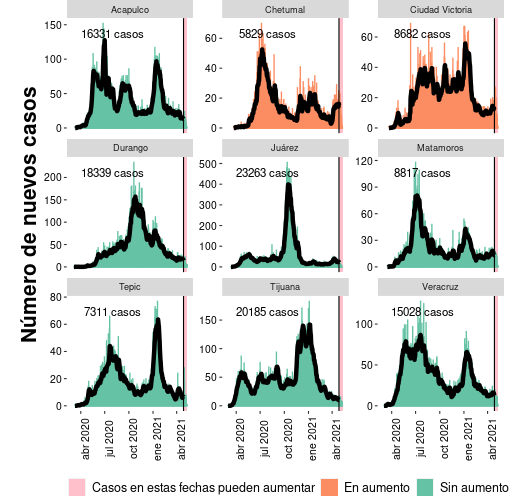 Número de nuevos casos
Acapulco
Chetumal
Ciudad Victoria
16331 casos
5829 casos
8682 casos
150
100
50
0
60
40
20
0
60
40
20
0
Durango
Juárez
Matamoros
18339 casos
23263 casos
8817 casos
200
150
100
50
0
500
400
300
200
100
0
120
90
60
30
0
Tepic
Tijuana
Veracruz
7311 casos
20185 casos
15028 casos
80
60
40
20
0
150
100
50
0
100
50
0
abr 2020
jul 2020
oct 2020
ene 2021
abr 2021
abr 2020
jul 2020
oct 2020
ene 2021
abr 2021
abr 2020
jul 2020
oct 2020
ene 2021
abr 2021
Casos en estas fechas pueden aumentar
En aumento
Sin aumento